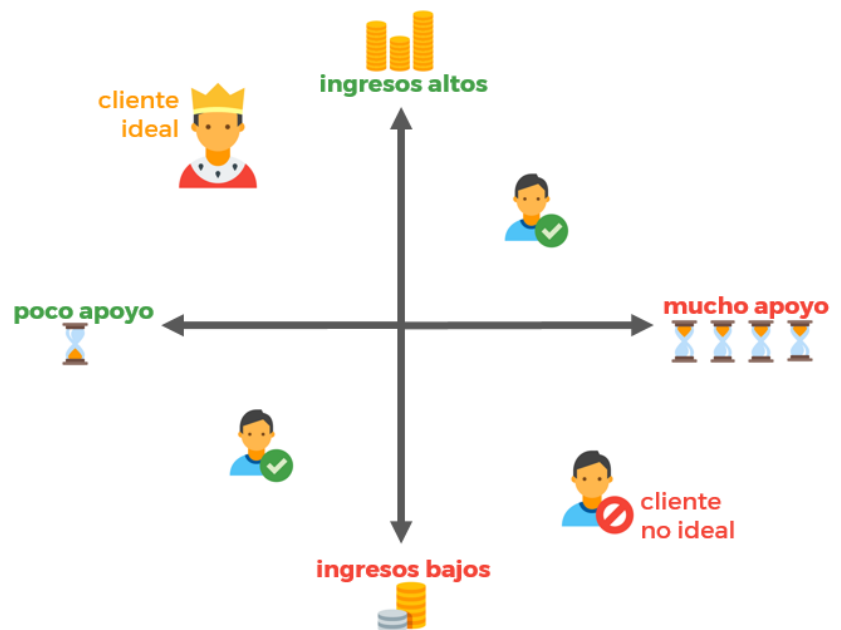 ingresos altos
cliente
ideal
poco apoyo
mucho apoyo
cliente
no ideal
ingresos bajos